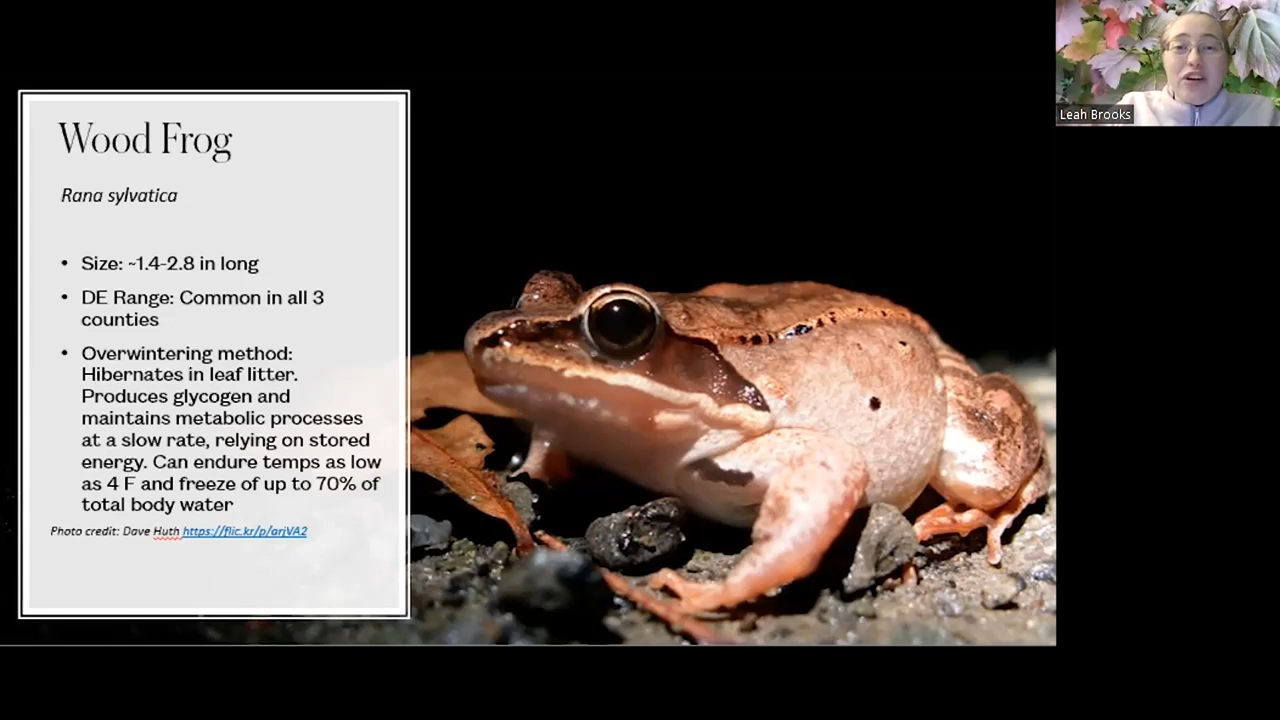 Wood Frog
Rana sylvatica
• Size: ~1.4-2.8 in long
• DE Range: Common in all 3
counties
• Overwintering method:
Hibernates in leaf litter.
Produces glycogen and
maintains metabolic processes
at a slow rate, relying on stored
energy. Can endure temps as low
as 4 F and freeze of up to 70% of
total body water
Photo credit: Dave Huth https://flic.kr/p/arjVA2
Leah Brooks